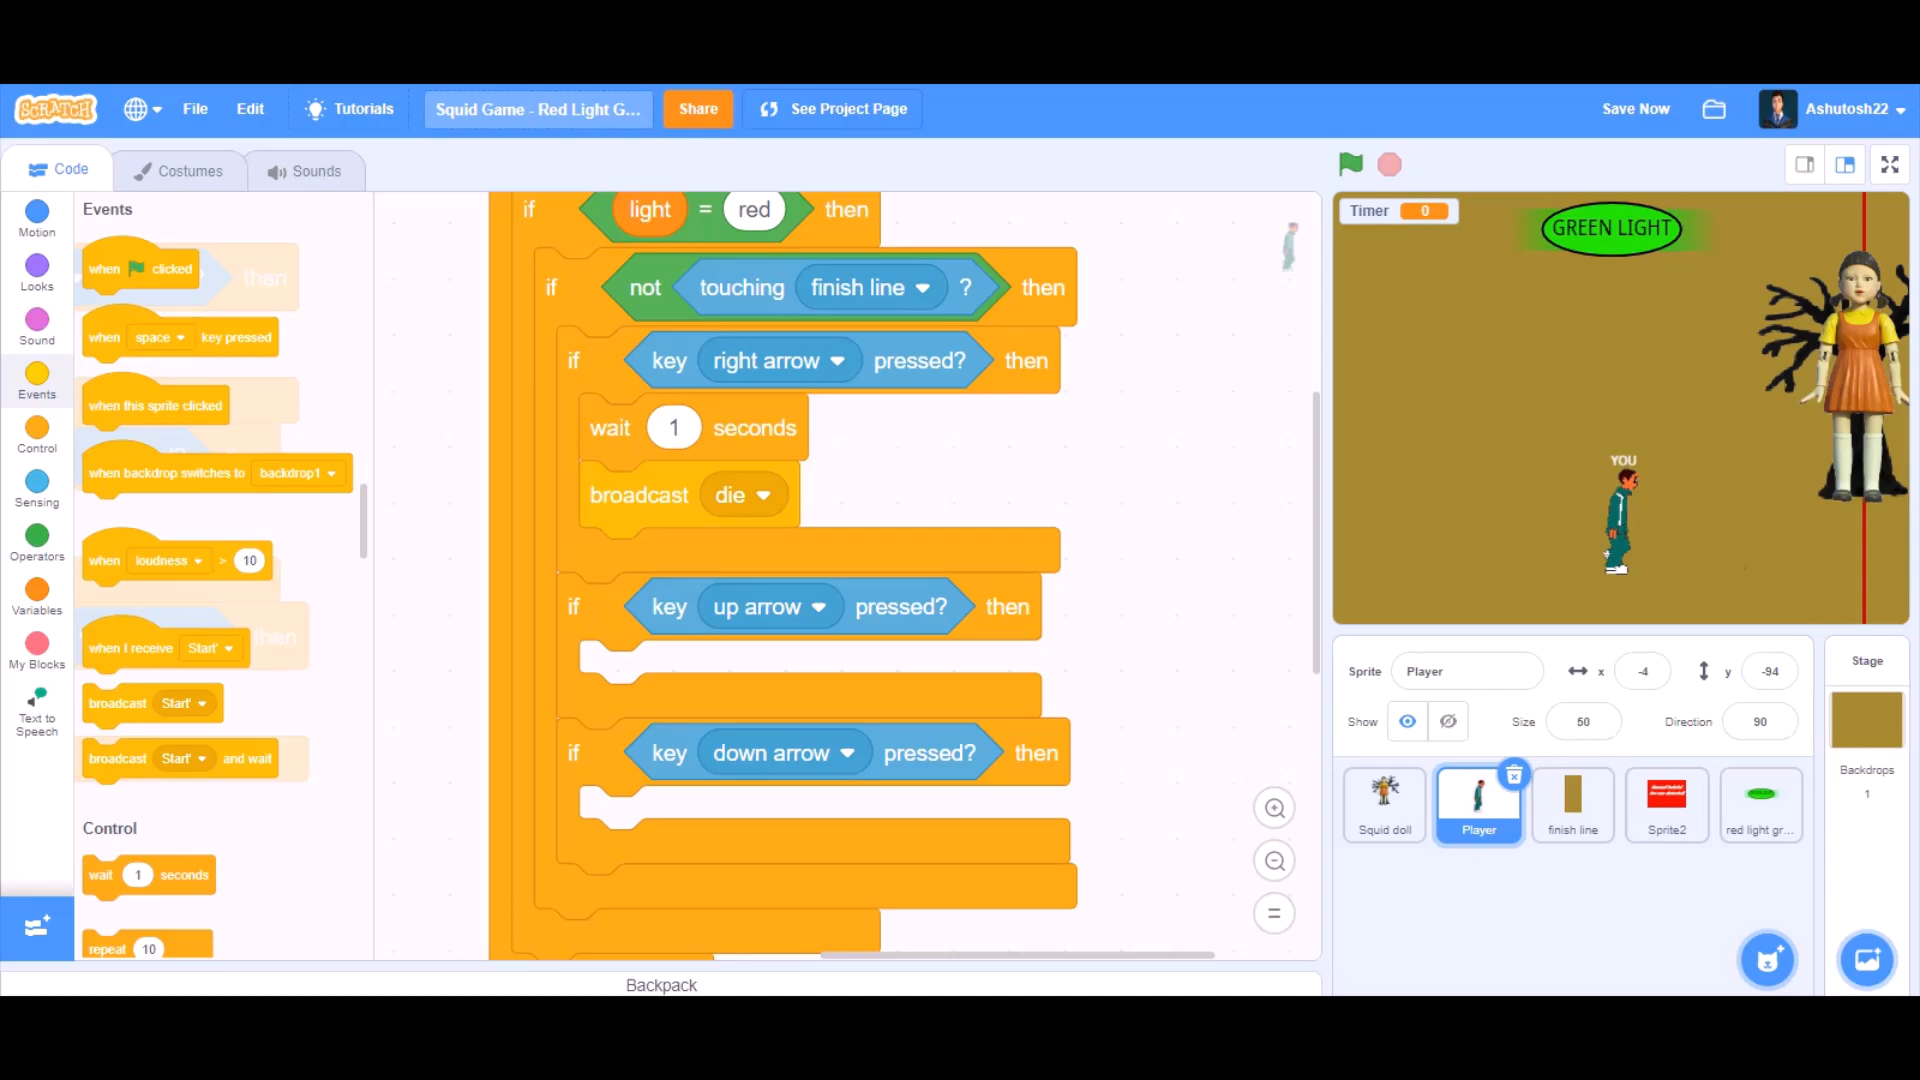 SCRATCH
File
Edit
Tutorials
Squid Game - Red Light G...
Share
See Project Page
Save Now
Ashutosh22
Code
Costumes
Sounds
Motion
Looks
Sound
Events
Control
Sensing
Operators
Variables
My Blocks
Text to
Speech
Events
when clicked
then
when space key pressed
when this sprite clicked
when backdrop switches to backdrop1
when loudness > 10
when I receive Start'
then
broadcast Start'
broadcast Start' and wait
Control
wait 1 seconds
repeat 10
if light = red then
if not touching finish line ? then
if key right arrow pressed? then
wait 1 seconds
broadcast die
if key up arrow pressed? then
if key down arrow pressed? then
Backpack
Timer 0
GREEN LIGHT
YOU
Sprite Player x -4 y -94
Show Size 50 Direction 90
Squid doll
Player
finish line
Sprite2
red light gr...
Stage
Backdrops
1